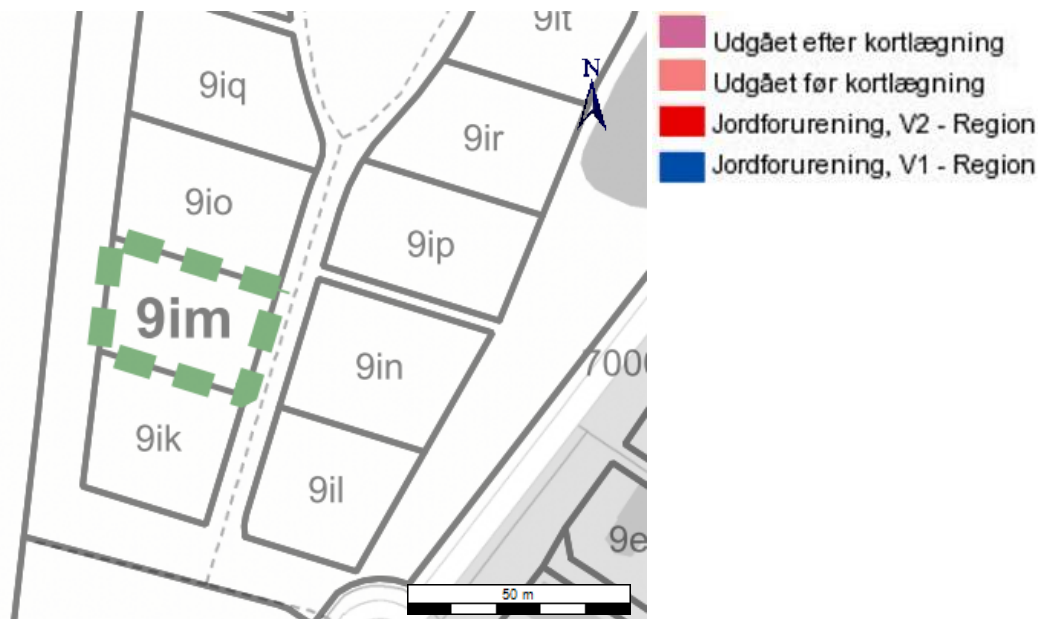 9it
N
9iq
9ir
9io
9ip
9im
9in
9ik
9il
50 m
Udgået efter kortlægning
Udgået før kortlægning
Jordforurening, V2 - Region
Jordforurening, V1 - Region